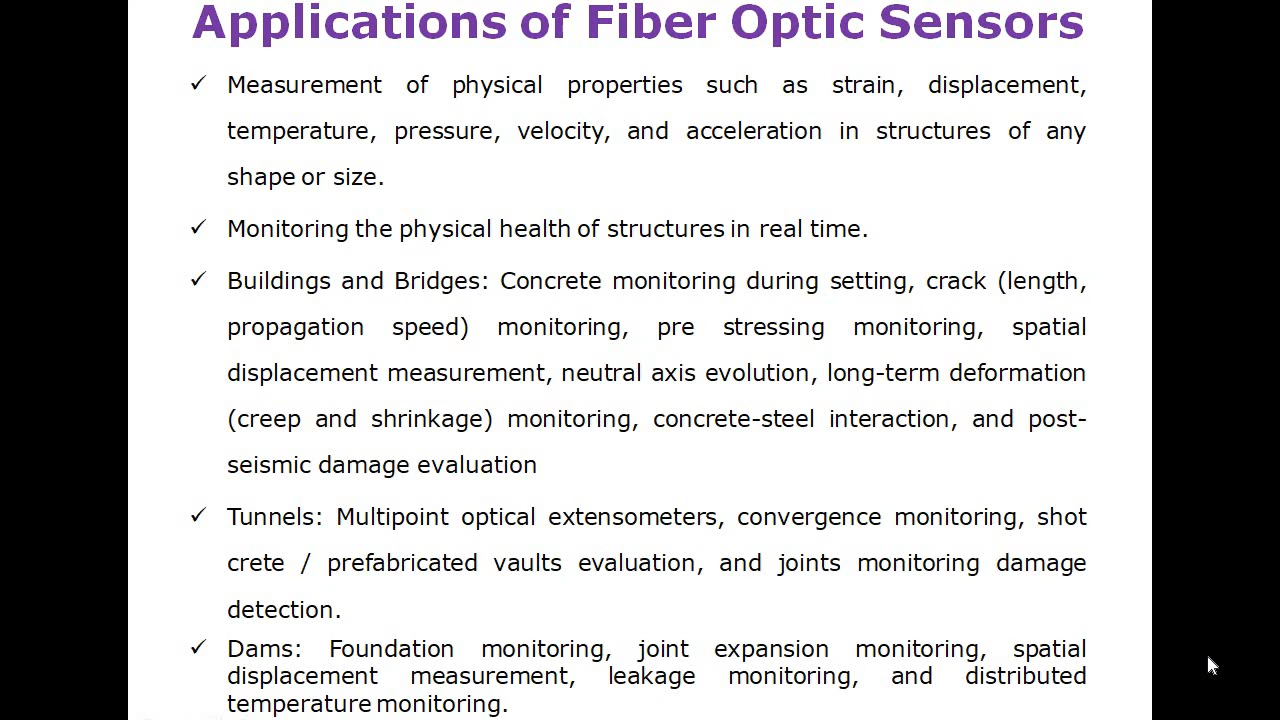 Applications of Fiber Optic Sensors
✓ Measurement of physical properties such as strain, displacement,
temperature, pressure, velocity, and acceleration in structures of any
shape or size.
✓ Monitoring the physical health of structures in real time.
✓ Buildings and Bridges: Concrete monitoring during setting, crack (length,
propagation speed) monitoring, pre stressing monitoring, spatial
displacement measurement, neutral axis evolution, long-term deformation
(creep and shrinkage) monitoring, concrete-steel interaction, and post-
seismic damage evaluation
✓ Tunnels: Multipoint optical extensometers, convergence monitoring, shot
crete / prefabricated vaults evaluation, and joints monitoring damage
detection.
✓ Dams: Foundation monitoring, joint expansion monitoring, spatial
displacement measurement, leakage monitoring, and distributed
temperature monitoring.